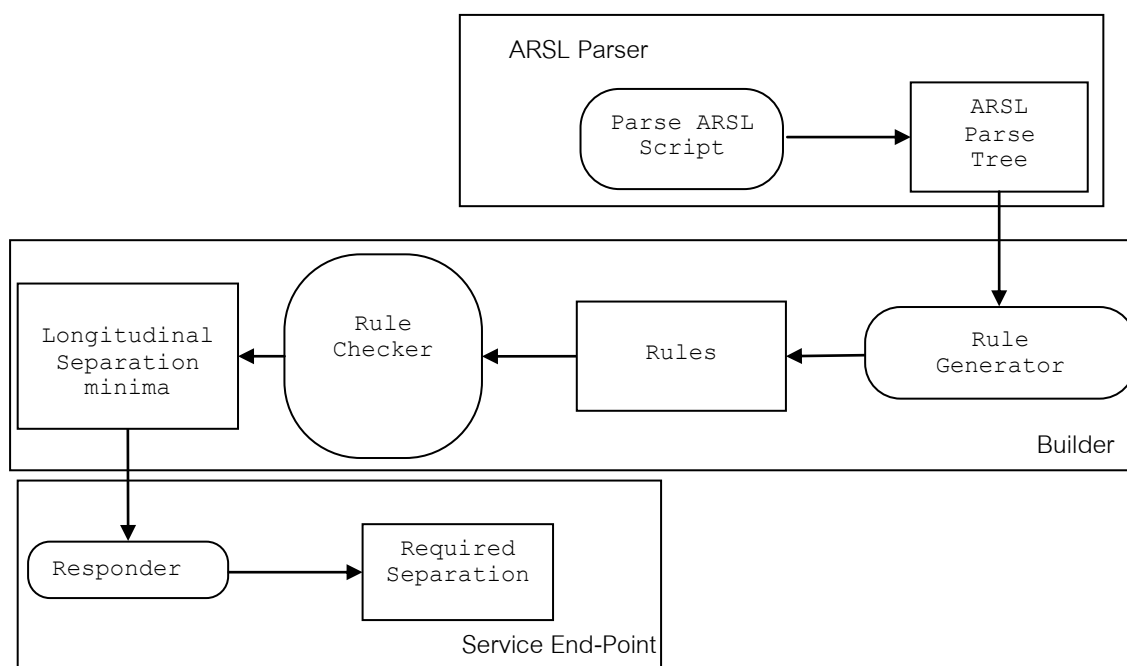 ARSL Parser
Parse ARSL
Script
ARSL
Parse
Tree
Longitudinal
Separation
minima
Rule
Checker
Rules
Rule
Generator
Builder
Responder
Required
Separation
Service End-Point